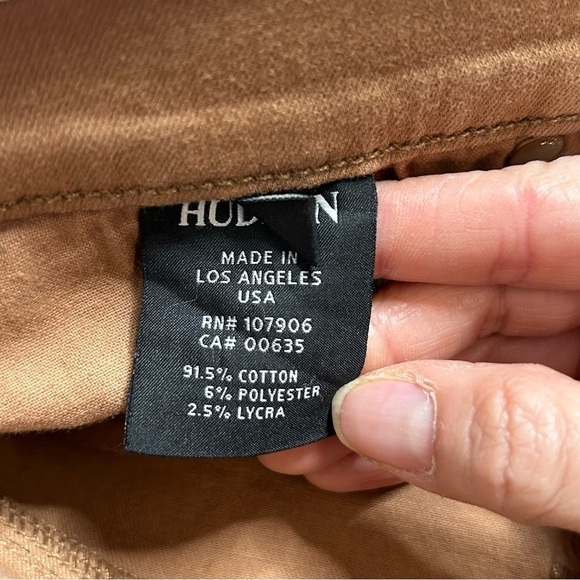 MADE IN
LOS ANGELES
USA
RN# 107906
CA# 00635
91.5% COTTON
6% POLYESTER
2.5% LYCRA